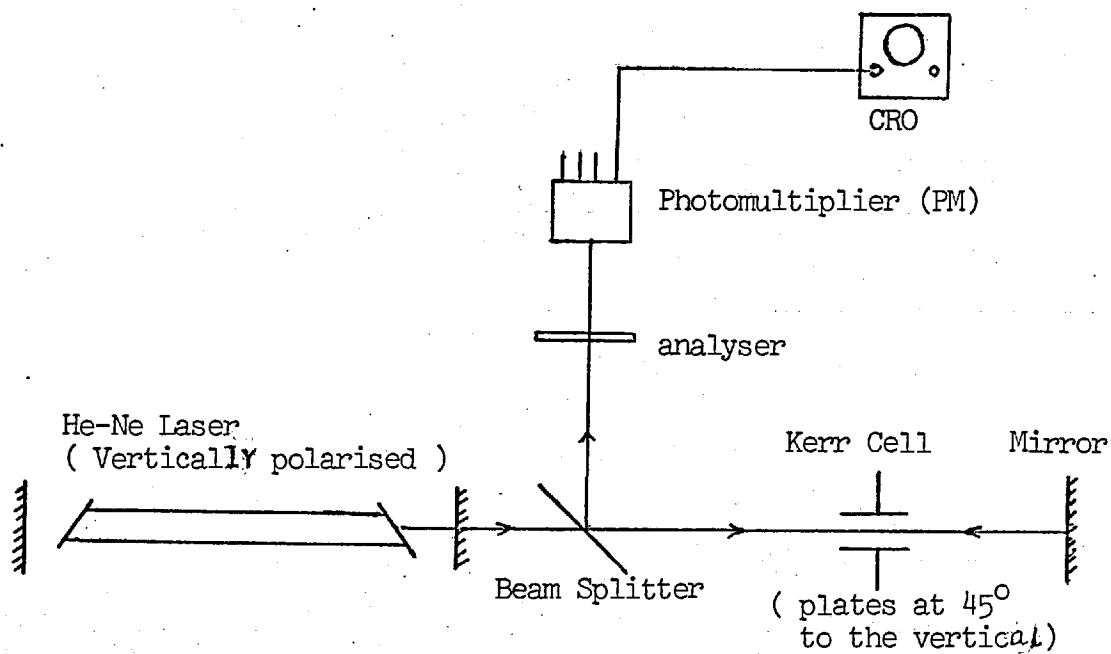 CRO
Photomultiplier (PM)
analyser
He-Ne Laser
( Vertically polarised )
Kerr Cell
Mirror
Beam Splitter
( plates at 45°
to the vertical)